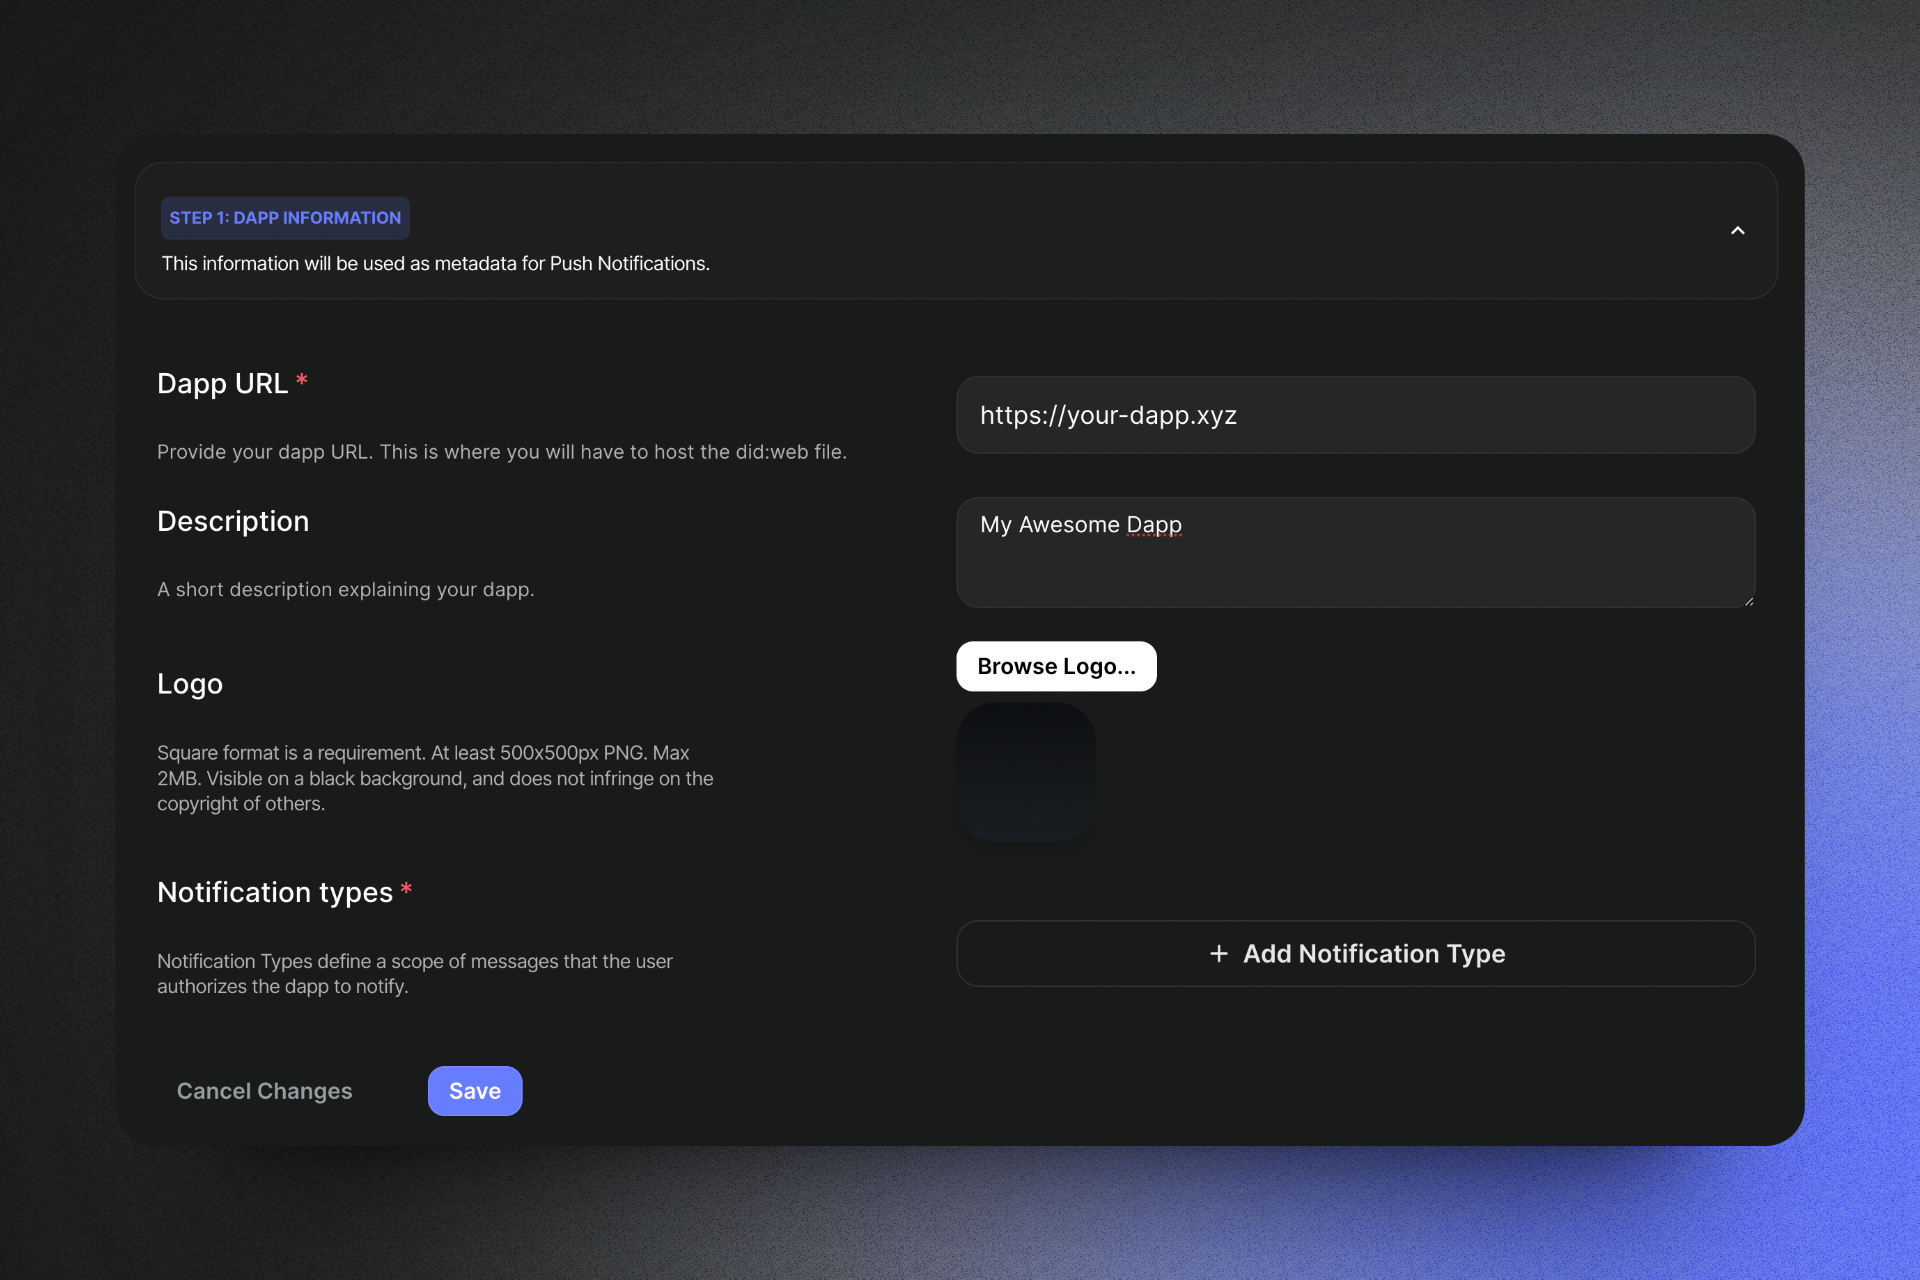 STEP 1: DAPP INFORMATION
This information will be used as metadata for Push Notifications.
Dapp URL *
https://your-dapp.xyz
Provide your dapp URL. This is where you will have to host the did:web file.
Description
My Awesome Dapp
A short description explaining your dapp.
Logo
Browse Logo...
Square format is a requirement. At least 500x500px PNG. Max
2MB. Visible on a black background, and does not infringe on the
copyright of others.
Notification types *
+ Add Notification Type
Notification Types define a scope of messages that the user
authorizes the dapp to notify.
Cancel Changes
Save